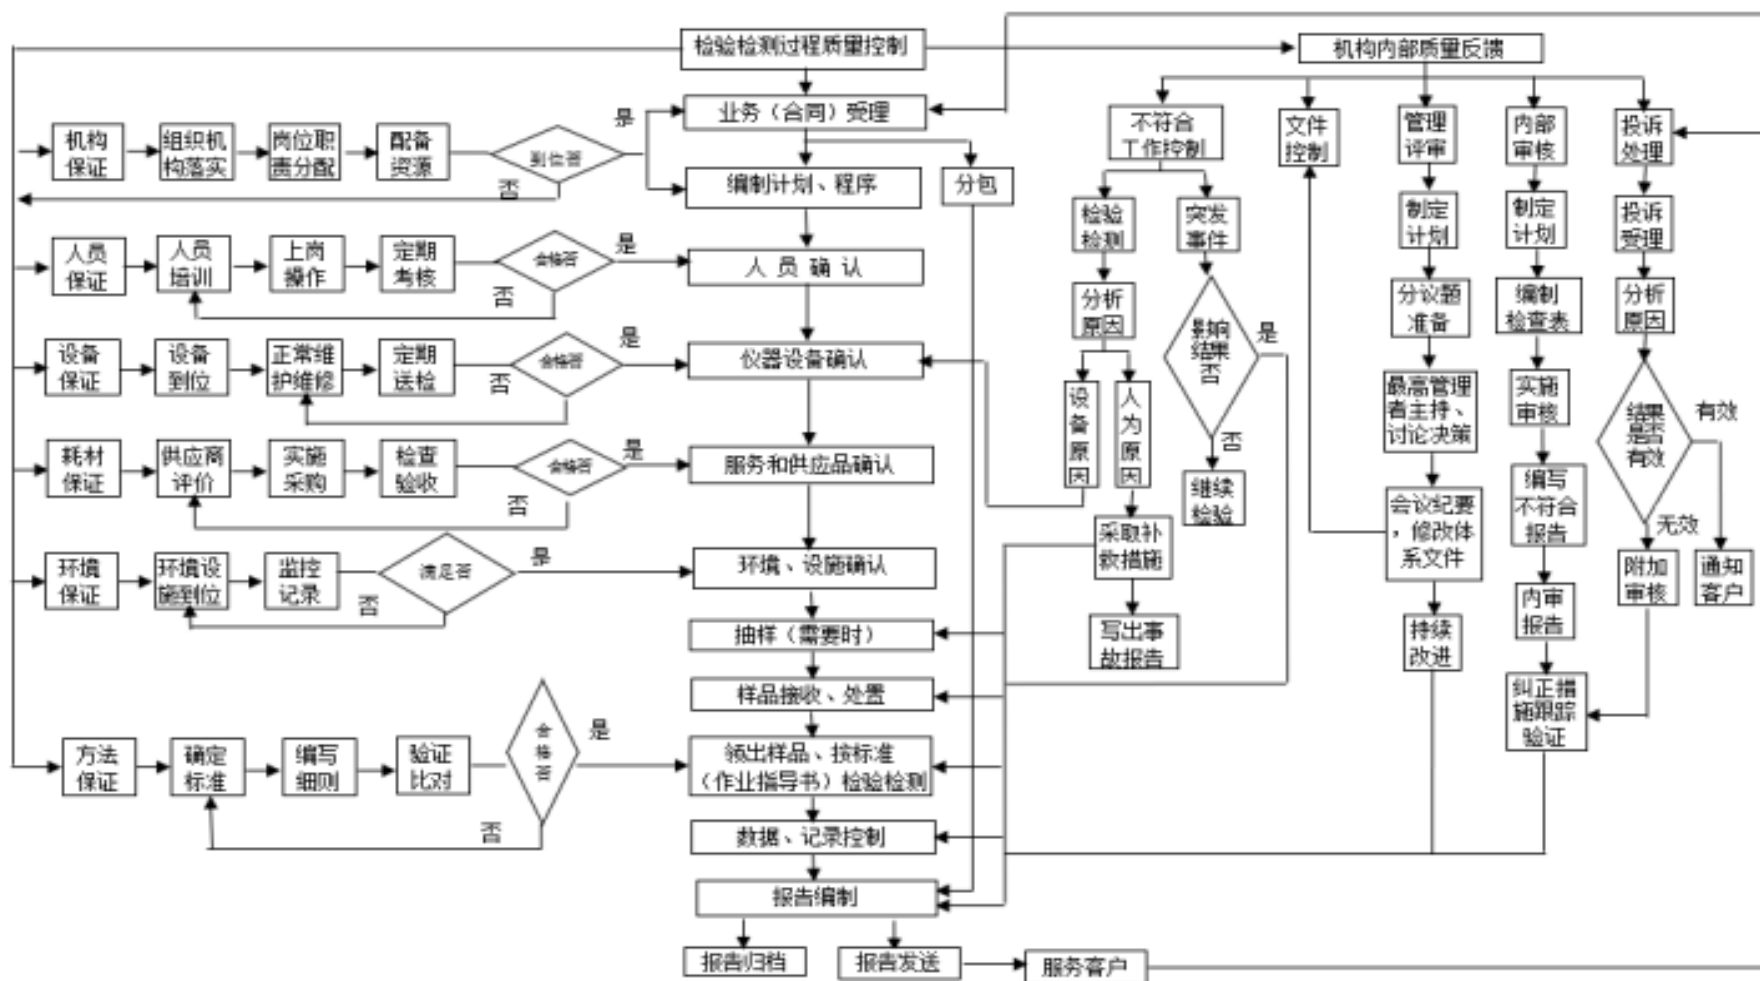 检验检测过程质量控制
机构内部质量反馈
业务（合同）受理
是
机构
保证
组织机
构落实
岗位职
责分配
配备
资源
到位否
否
编制计划、程序
分包
人员
保证
人员
培训
上岗
操作
定期
考核
合格否
是
否
人 员 确 认
设备
保证
设备
到位
正常维
护维修
定期
送检
合格否
是
否
仪器设备确认
耗材
保证
供应商
评价
实施
采购
检查
验收
合格否
是
否
服务和供应品确认
环境
保证
环境设
施到位
监控
记录
满足否
是
否
环境、设施确认
抽样（需要时）
样品接收、处置
方法
保证
确定
标准
编写
细则
验证
比对
合
格
否
是
否
领出样品、按标准
（作业指导书）检验检测
数据、记录控制
报告编制
报告归档
报告发送
服务客户
不符合
工作控制
检验
检测
分析
原因
设
备
原
因
人
为
原
因
采取补
救措施
写出事
故报告
突发
事件
影响
结果
否
是
否
继续
检验
文件
控制
管理
评审
制定
计划
分议题
准备
最高管理
者主持、
讨论决策
会议纪要
，修改体
系文件
持续
改进
内部
审核
制定
计划
编制
检查表
实施
审核
编写
不符合
报告
内审
报告
纠正措
施跟踪
验证
投诉
处理
投诉
受理
分析
原因
结果
是否
有效
有效
无效
附加
审核
通知
客户